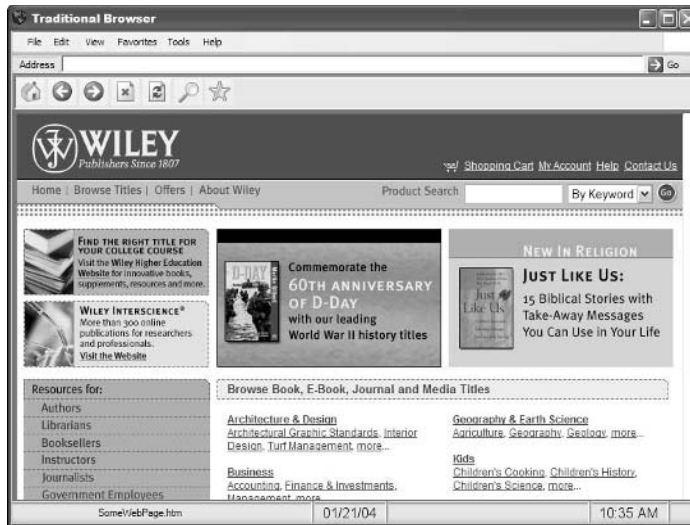 Traditional Browser
File Edit View Favorites Tools Help
Address Go
WILEY
Publishers Since 1807
Shopping Cart My Account Help Contact Us
Home | Browse Titles | Offers | About Wiley Product Search By Keyword Go
FIND THE RIGHT TITLE FOR
YOUR COLLEGE COURSE
Visit the Wiley Higher Education
Website for innovative books,
supplements, resources and more.
WILEY INTERSCIENCE®
More than 300 online
publications for researchers
and professionals.
Visit the Website
D-DAY
Commemorate the
60TH ANNIVERSARY
OF D-DAY
with our leading
World War II history titles
NEW IN RELIGION
Just
Like Us
JUST LIKE US:
15 Biblical Stories with
Take-Away Messages
You Can Use in Your Life
Resources for:
Authors
Librarians
Booksellers
Instructors
Journalists
Government Employees
Browse Book, E-Book, Journal and Media Titles
Architecture & Design
Architectural Graphic Standards, Interior
Design, Turf Management, more...
Business
Accounting, Finance & Investments,
Management, more...
Geography & Earth Science
Agriculture, Geography, Geology, more...
Kids
Children's Cooking, Children's History,
Children's Science, more...
SomeWebPage.htm 01/21/04 10:35 AM